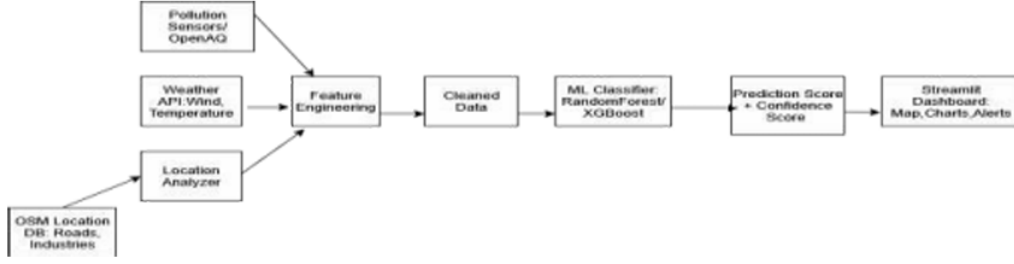 Pollution
Sensors/
OpenAQ
Weather
API:Wind,
Temperature
Feature
Engineering
Cleaned
Data
ML Classifier:
RandomForest/
XGBoost
Prediction Score
+ Confidence
Score
Streamlit
Dashboard:
Map,Charts,Alerts
Location
Analyzer
OSM Location
DB: Roads,
Industries